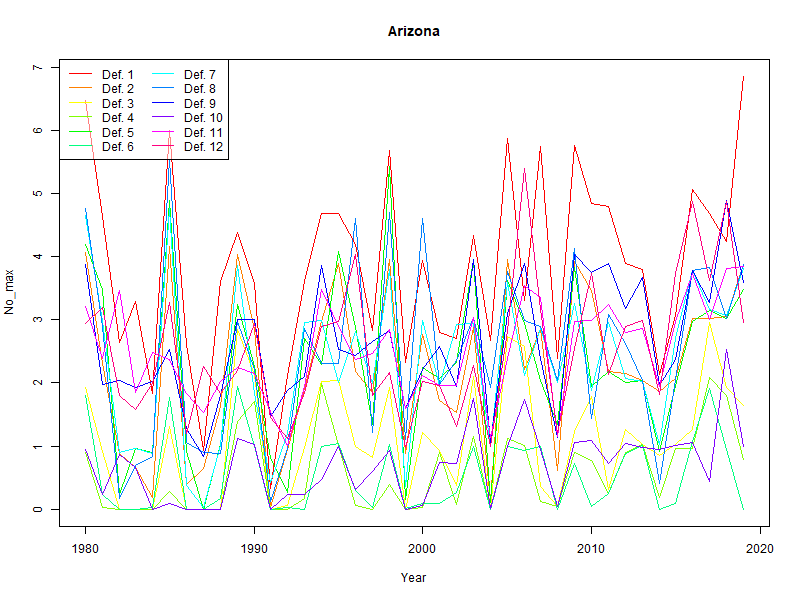 Arizona
Def. 1 Def. 7
Def. 2 Def. 8
Def. 3 Def. 9
Def. 4 Def. 10
Def. 5 Def. 11
Def. 6 Def. 12
No_max
7
6
5
4
3
2
1
0
1980 1990 2000 2010 2020
Year